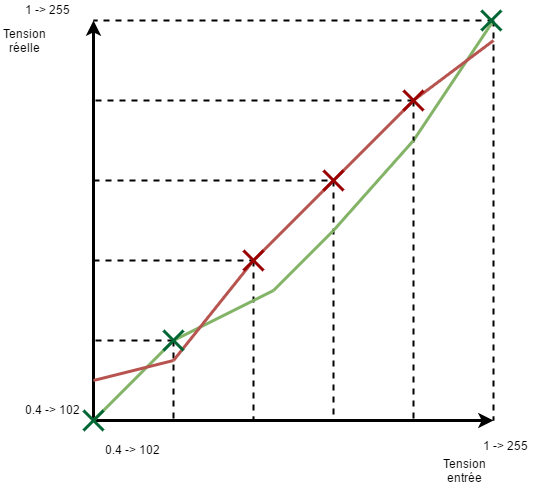 1 -> 255
Tension
réelle
0.4 -> 102
0.4 -> 102
1 -> 255
Tension
entrée